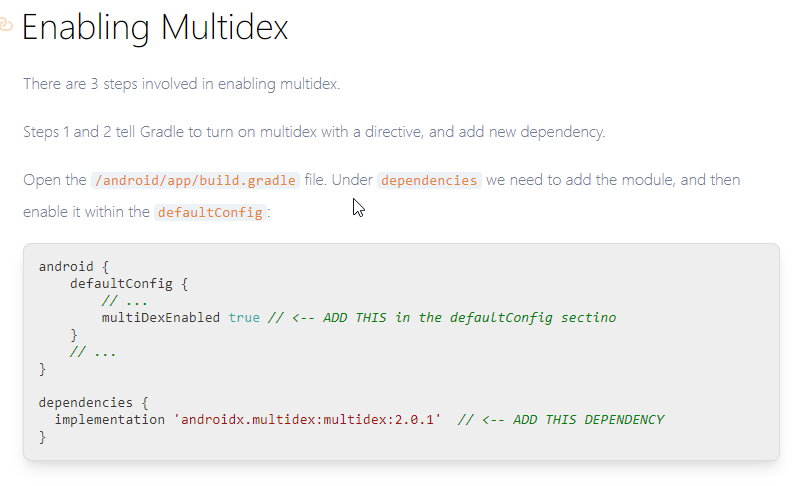 Enabling Multidex
There are 3 steps involved in enabling multidex.
Steps 1 and 2 tell Gradle to turn on multidex with a directive, and add new dependency.
Open the /android/app/build.gradle file. Under dependencies we need to add the module, and then
enable it within the defaultConfig:
android {
    defaultConfig {
        // ...
        multiDexEnabled true // <-- ADD THIS in the defaultConfig sectino
    }
    // ...
}
dependencies {
  implementation 'androidx.multidex:multidex:2.0.1'  // <-- ADD THIS DEPENDENCY
}